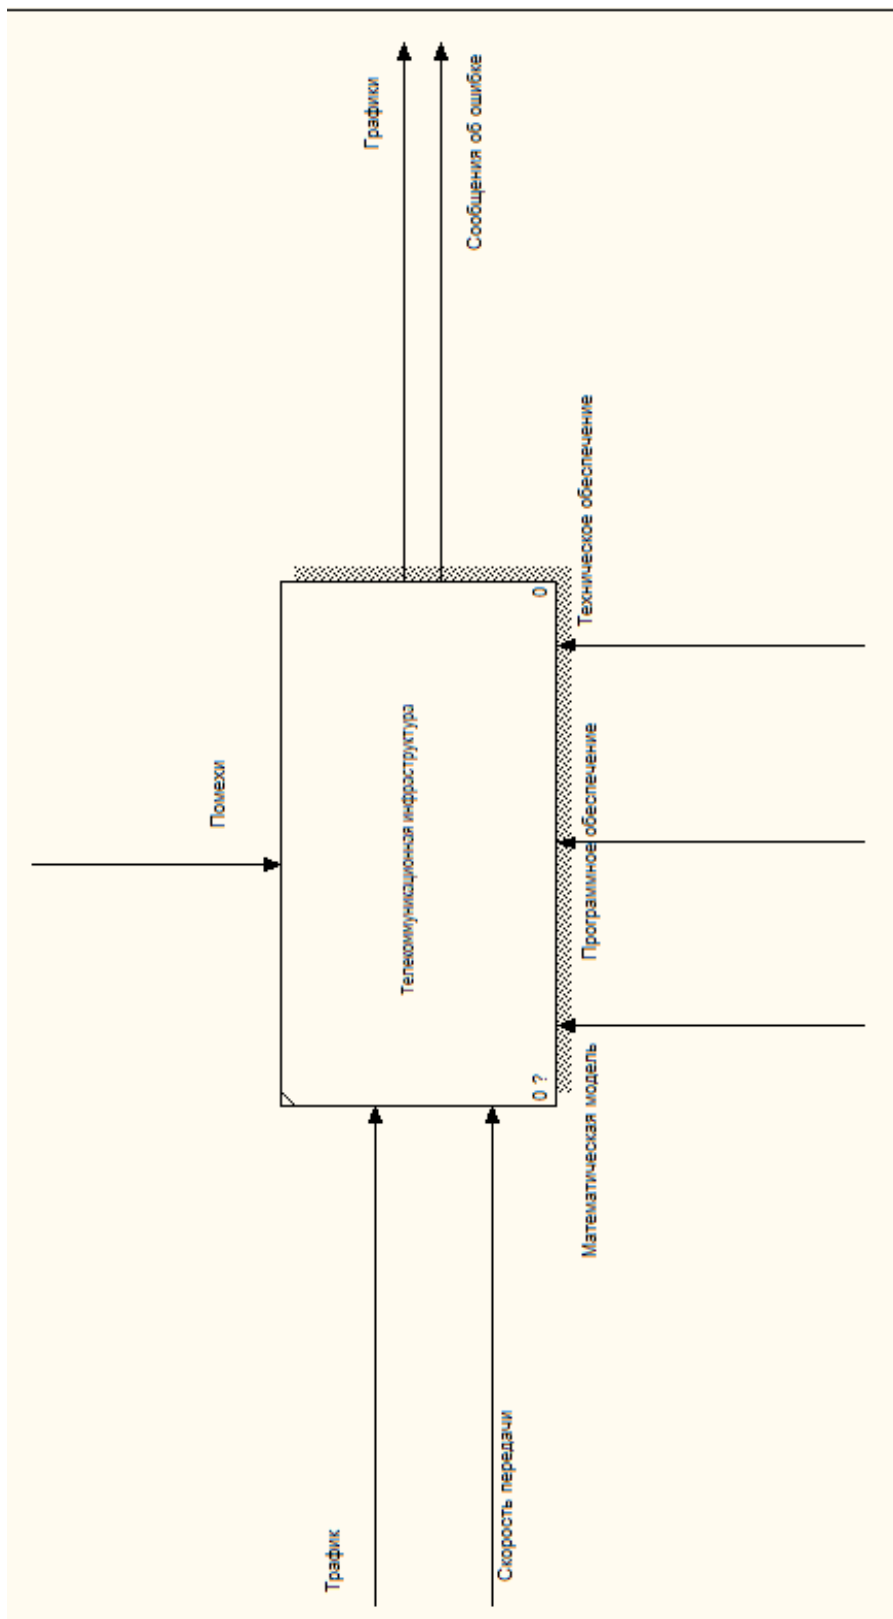 Помехи
Трафик
Скорость передачи
Телекоммуникационная инфраструктура
0 ?
0
Графики
Сообщения об ошибке
Математическая модель
Программное обеспечение
Техническое обеспечение